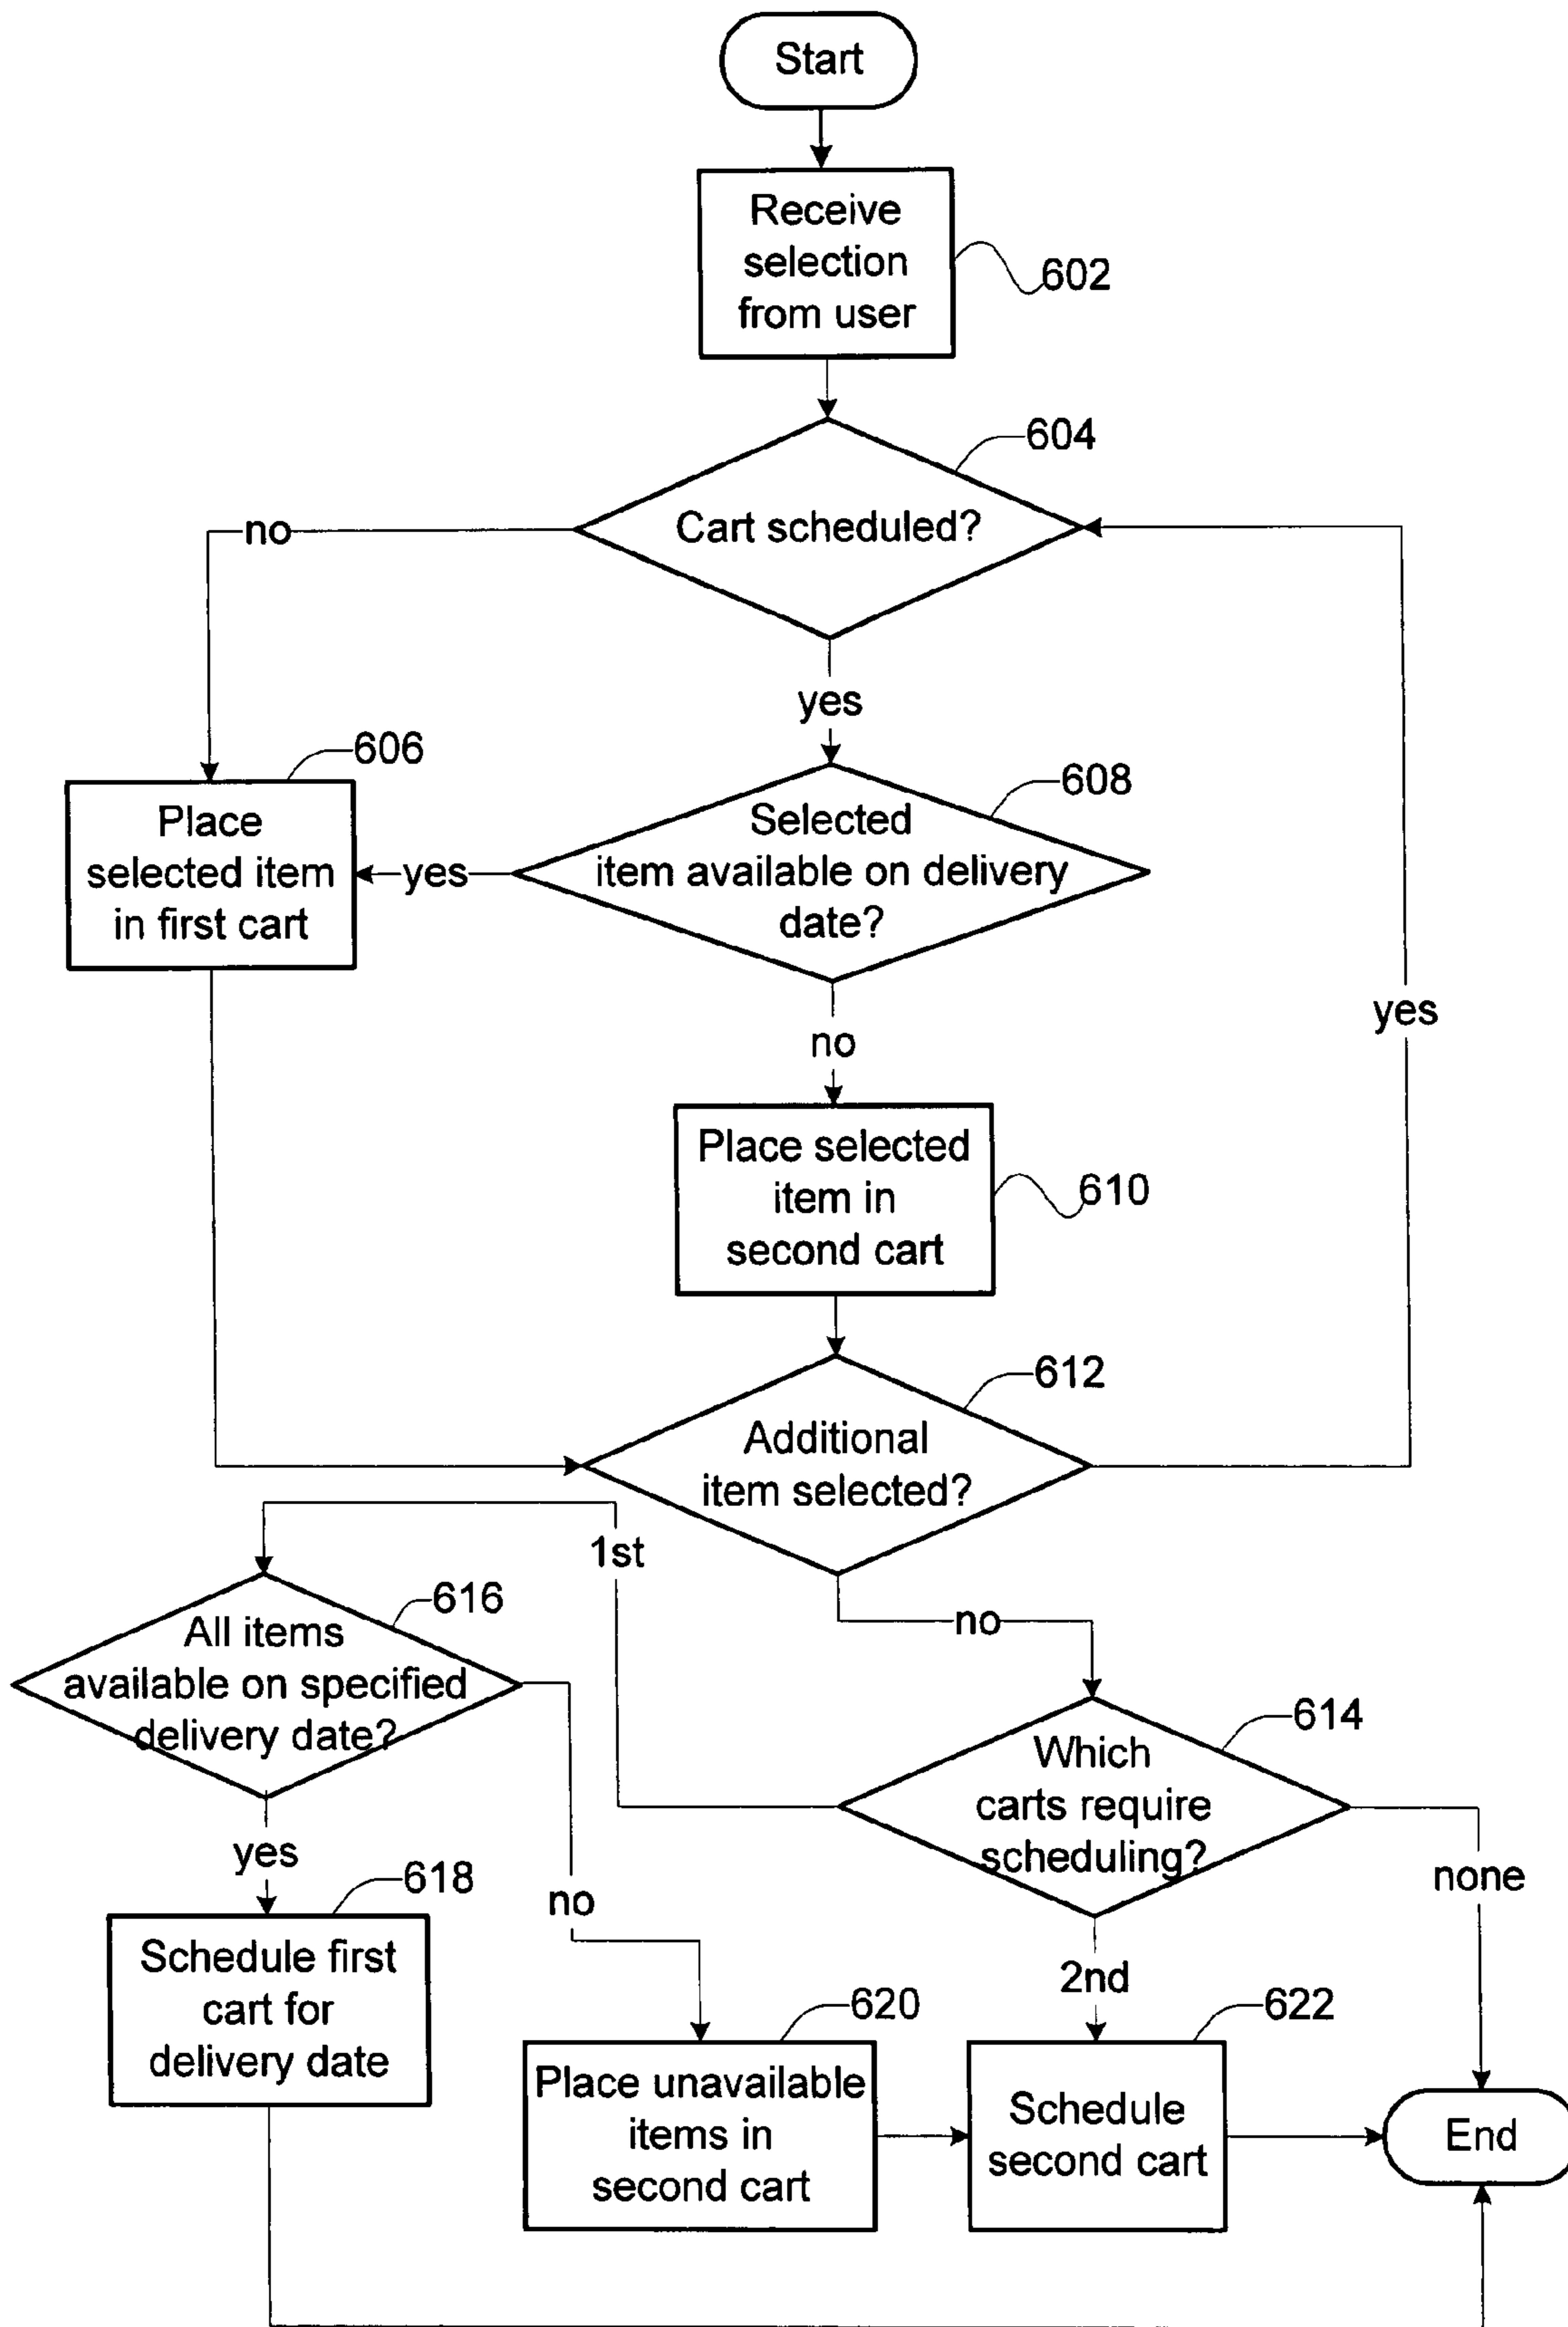 Start
Receive
selection
from user
602
604
Cart scheduled?
no
yes
606
Place
selected item
in first cart
608
Selected
item available on delivery
date?
yes
no
yes
Place selected
item in
second cart
610
612
Additional
item selected?
1st
616
All items
available on specified
delivery date?
no
614
Which
carts require
scheduling?
yes
618
no
none
Schedule first
cart for
delivery date
2nd
620
622
Place unavailable
items in
second cart
Schedule
second cart
End